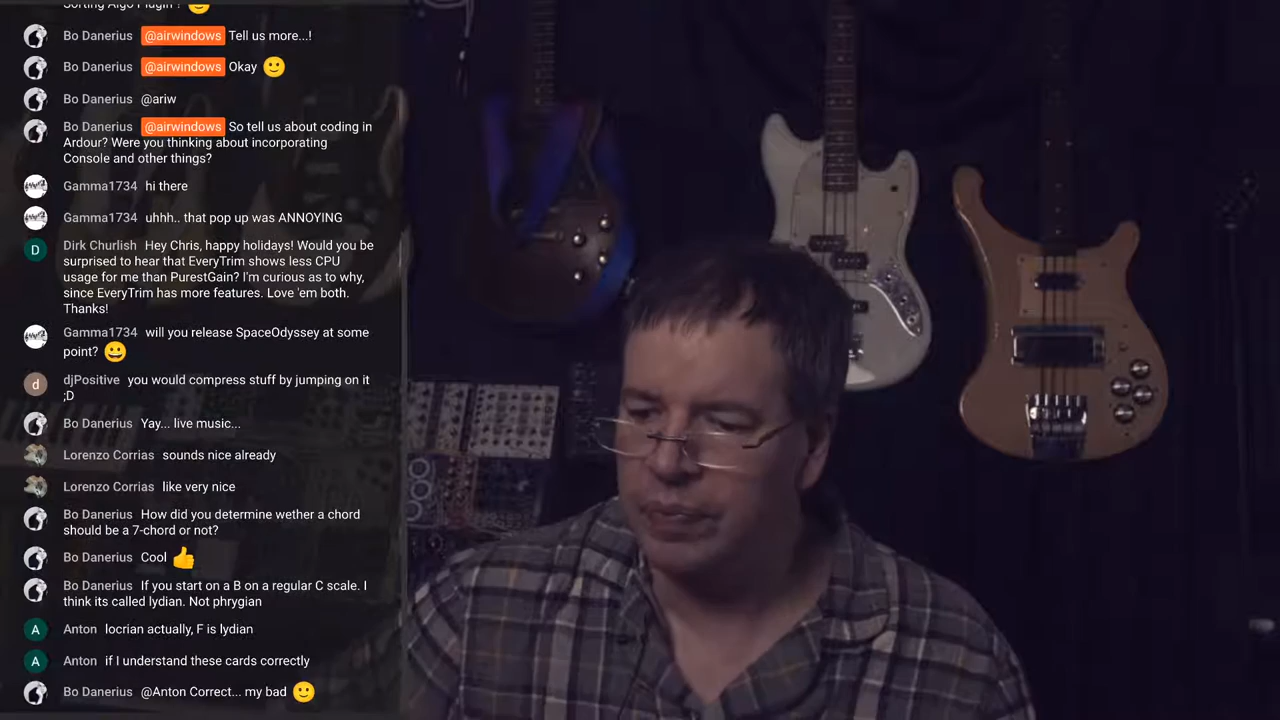 Sorting Algo Plugin ?
Bo Danerius @airwindows Tell us more...!
Bo Danerius @airwindows Okay
Bo Danerius @ariw
Bo Danerius @airwindows So tell us about coding in
Ardour? Were you thinking about incorporating
Console and other things?
Gamma1734 hi there
Gamma1734 uhhh.. that pop up was ANNOYING
D
Dirk Churlish Hey Chris, happy holidays! Would you be
surprised to hear that EveryTrim shows less CPU
usage for me than PurestGain? I'm curious as to why,
since EveryTrim has more features. Love 'em both.
Thanks!
Gamma1734 will you release SpaceOdyssey at some
point? 😀
d
djPositive you would compress stuff by jumping on it
;D
Bo Danerius Yay... live music...
Lorenzo Corrias sounds nice already
Lorenzo Corrias like very nice
Bo Danerius How did you determine wether a chord
should be a 7-chord or not?
Bo Danerius Cool 👍
Bo Danerius If you start on a B on a regular C scale. I
think its called lydian. Not phrygian
A
Anton locrian actually, F is lydian
A
Anton if I understand these cards correctly
Bo Danerius @Anton Correct... my bad 🙂